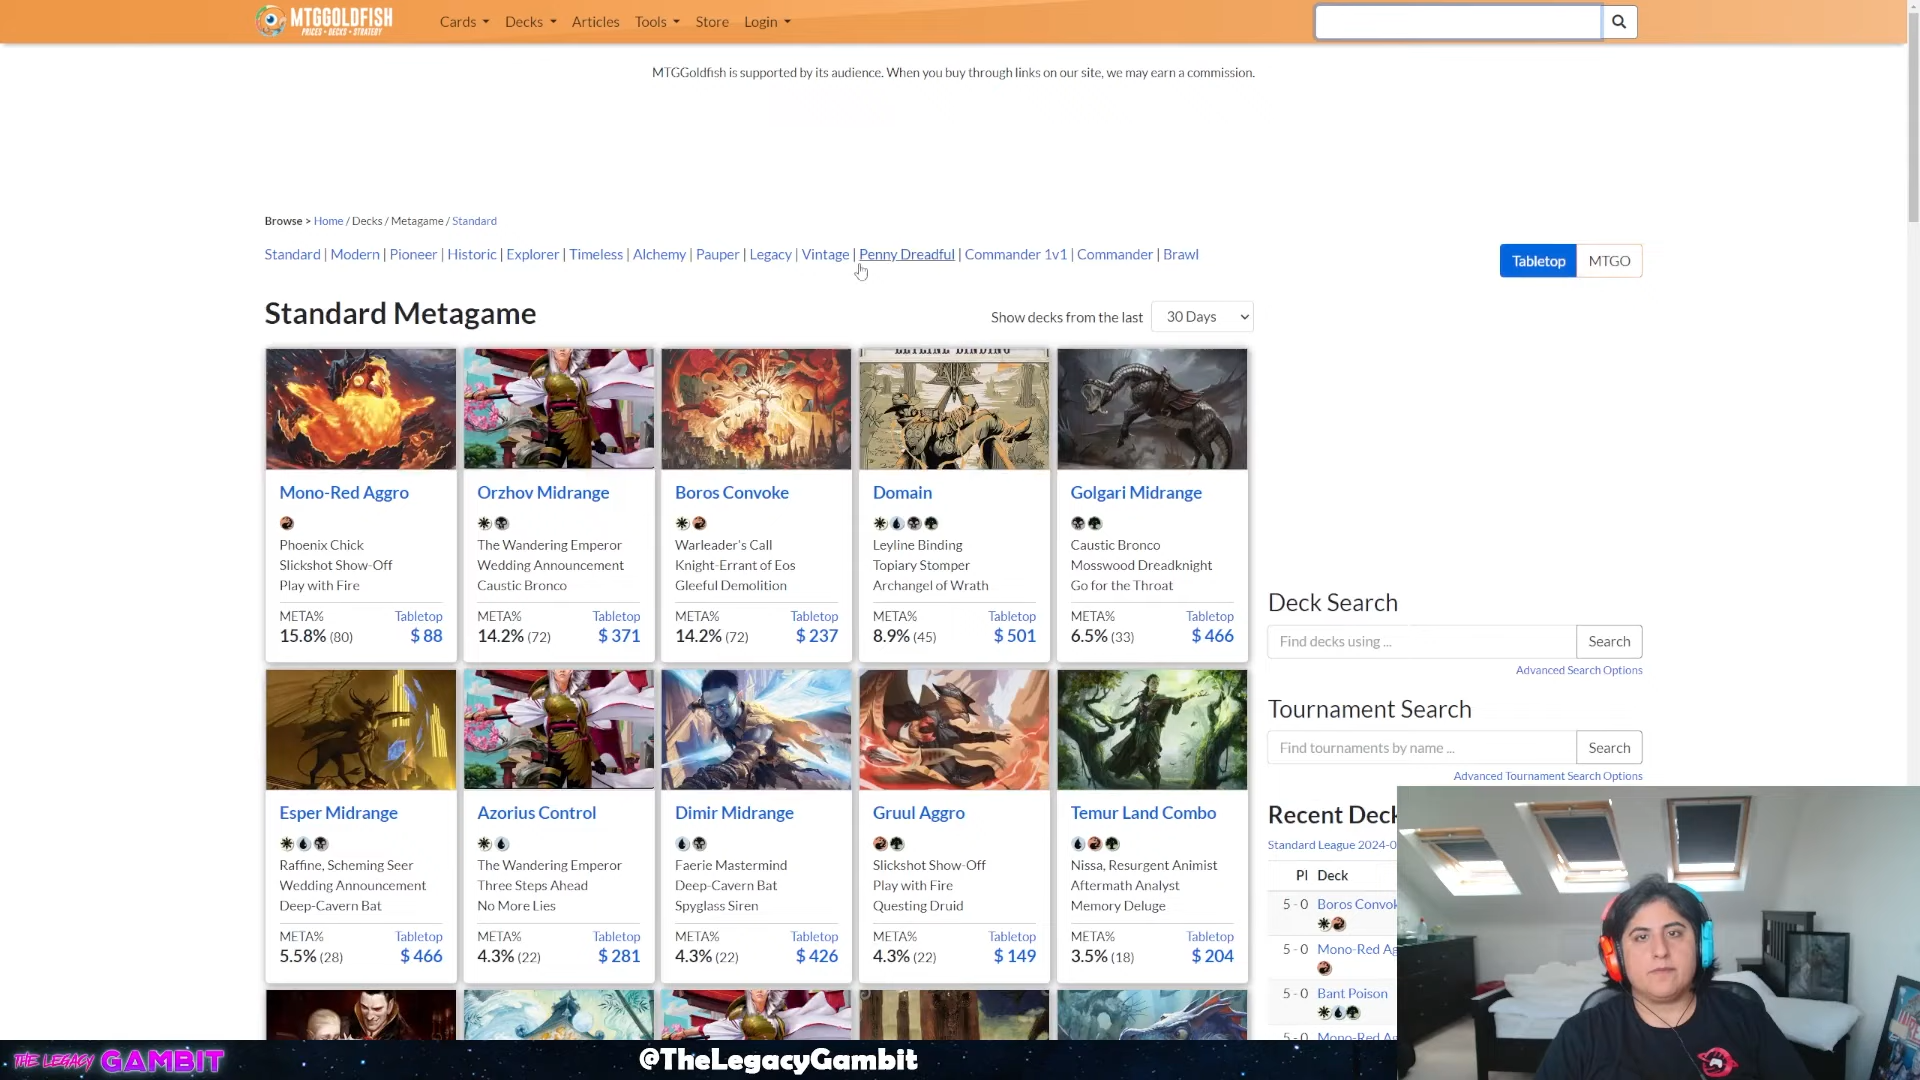 MTGGOLDFISH
PRICES • DECKS • STRATEGY
Cards Decks Articles Tools Store Login
MTGGoldfish is supported by its audience. When you buy through links on our site, we may earn a commission.
Browse > Home / Decks / Metagame / Standard
Standard | Modern | Pioneer | Historic | Explorer | Timeless | Alchemy | Pauper | Legacy | Vintage | Penny Dreadful | Commander 1v1 | Commander | Brawl
Tabletop MTGO
Standard Metagame
Show decks from the last 30 Days
LEYLINE BINDING
Mono-Red Aggro
Phoenix Chick
Slickshot Show-Off
Play with Fire
META% Tabletop
15.8% (80) $ 88
Orzhov Midrange
The Wandering Emperor
Wedding Announcement
Caustic Bronco
META% Tabletop
14.2% (72) $ 371
Boros Convoke
Warleader's Call
Knight-Errant of Eos
Gleeful Demolition
META% Tabletop
14.2% (72) $ 237
Domain
Leyline Binding
Topiary Stomper
Archangel of Wrath
META% Tabletop
8.9% (45) $ 501
Golgari Midrange
Caustic Bronco
Mosswood Dreadknight
Go for the Throat
META% Tabletop
6.5% (33) $ 466
Esper Midrange
Raffine, Scheming Seer
Wedding Announcement
Deep-Cavern Bat
META% Tabletop
5.5% (28) $ 466
Azorius Control
The Wandering Emperor
Three Steps Ahead
No More Lies
META% Tabletop
4.3% (22) $ 281
Dimir Midrange
Faerie Mastermind
Deep-Cavern Bat
Spyglass Siren
META% Tabletop
4.3% (22) $ 426
Gruul Aggro
Slickshot Show-Off
Play with Fire
Questing Druid
META% Tabletop
4.3% (22) $ 149
Temur Land Combo
Nissa, Resurgent Animist
Aftermath Analyst
Memory Deluge
META% Tabletop
3.5% (18) $ 204
Deck Search
Find decks using ... Search
Advanced Search Options
Tournament Search
Find tournaments by name ... Search
Advanced Tournament Search Options
Recent Deck
Standard League 2024-0
Pl Deck
5 - 0 Boros Convok
5 - 0 Mono-Red Ag
5 - 0 Bant Poison
5 - 0 Mono-Red Ag
THE LEGACY GAMBIT
@TheLegacyGambit